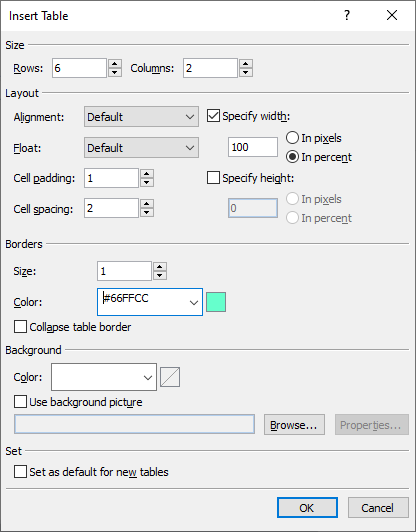 Insert Table ?
Size
Rows: 6 Columns: 2
Layout
Alignment: Default Specify width:
Float: Default 100 In pixels
In percent
Cell padding: 1 Specify height:
Cell spacing: 2 0 In pixels
In percent
Borders
Size: 1
Color: #66FFCC
Collapse table border
Background
Color:
Use background picture
Browse... Properties...
Set
Set as default for new tables
OK Cancel